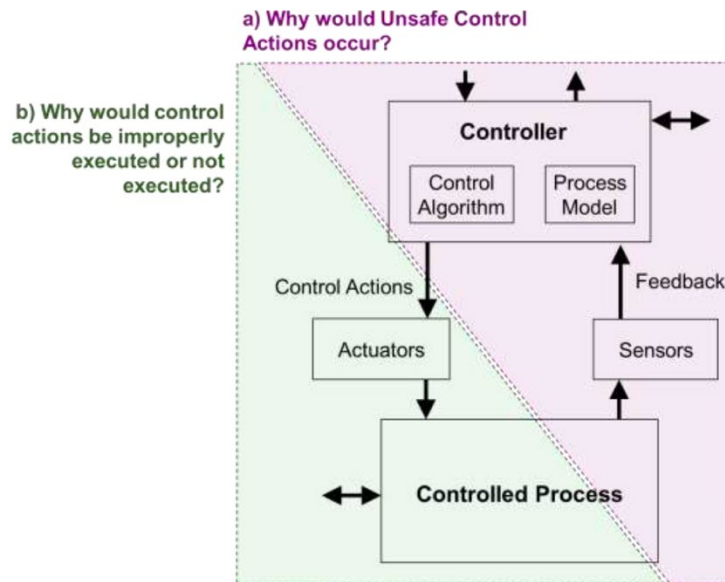 a) Why would Unsafe Control
Actions occur?
b) Why would control
actions be improperly
executed or not
executed?
Controller
Control
Algorithm
Process
Model
Control Actions
Feedback
Actuators
Sensors
Controlled Process